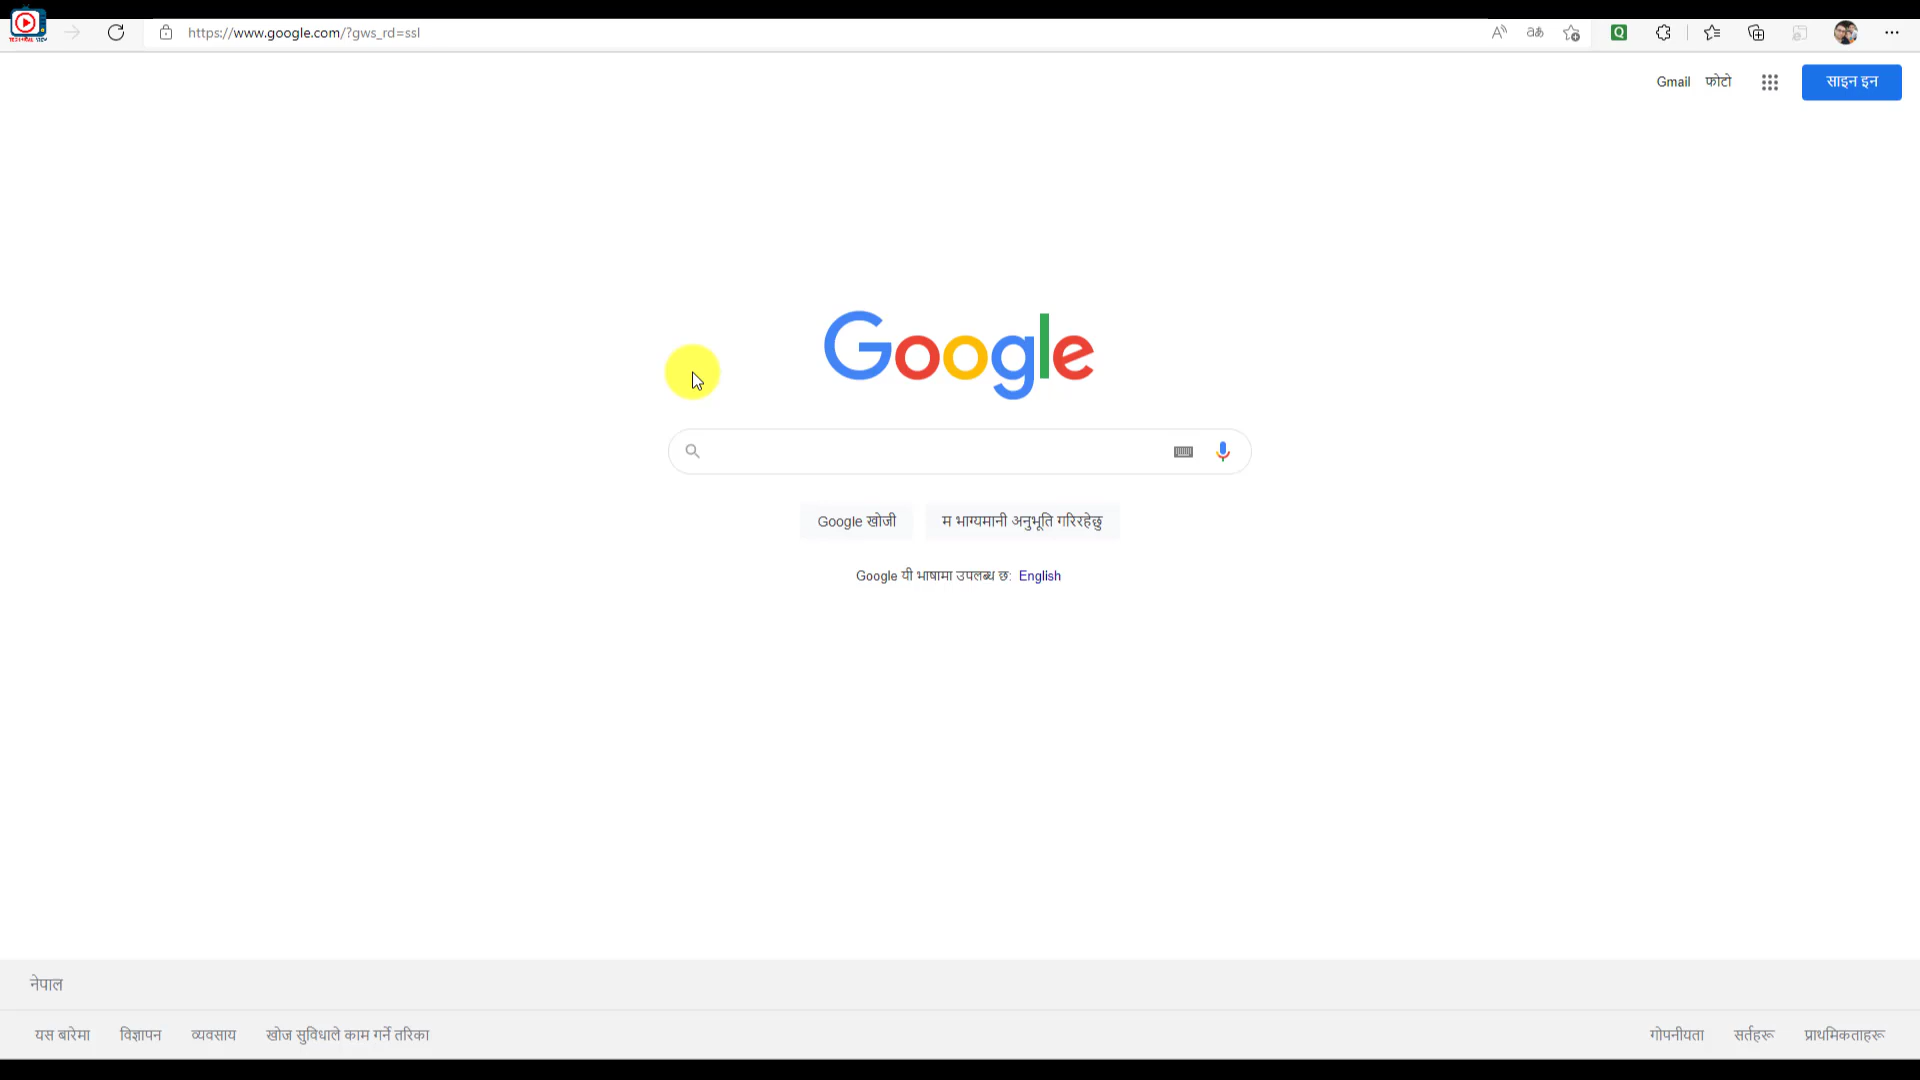 https://www.google.com/?gws_rd=ssl
Gmail फोटो साइन इन
Google
Google खोजी म भाग्यमानी अनुभूति गरिरहेछु
Google यी भाषामा उपलब्ध छ: English
नेपाल
यस बारेमा विज्ञापन व्यवसाय खोज सुविधाले काम गर्ने तरिका गोपनीयता सर्तहरू प्राथमिकताहरू